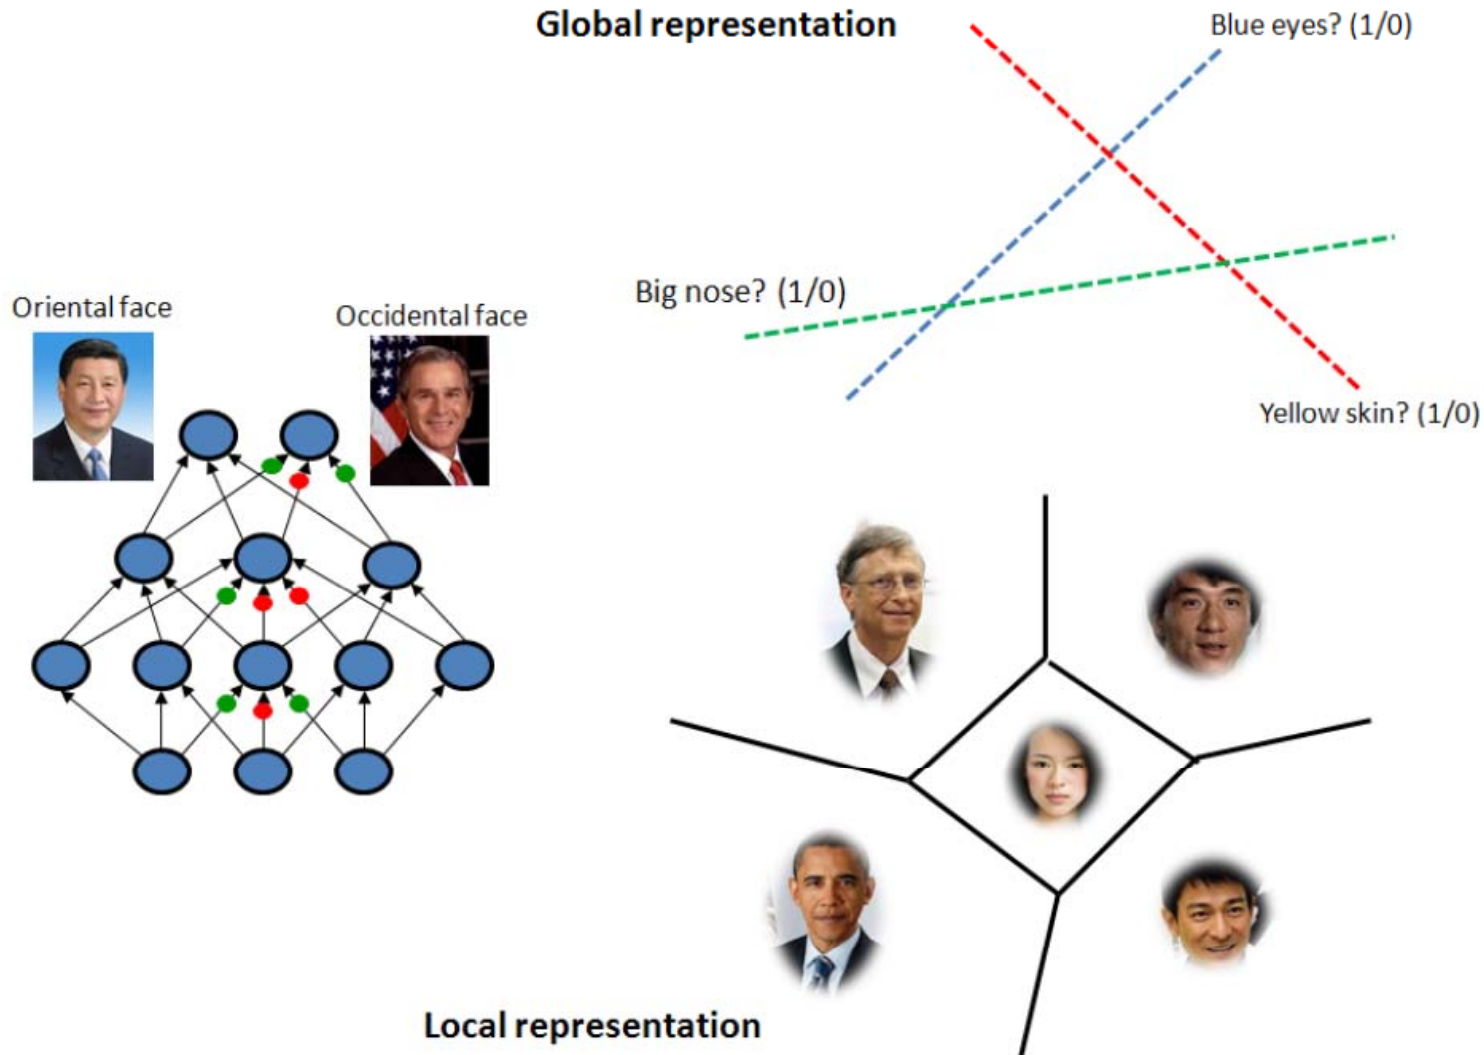 Global representation
Blue eyes? (1/0)
Big nose? (1/0)
Oriental face
Occidental face
Yellow skin? (1/0)
Local representation